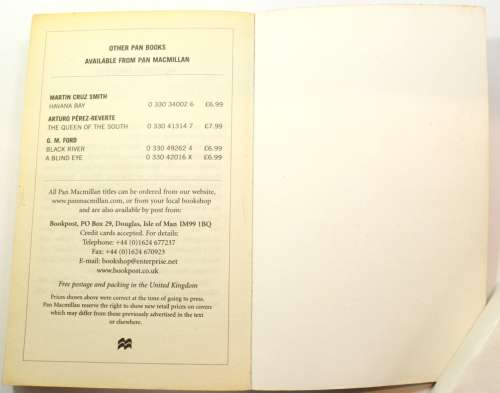 OTHER PAN BOOKS
AVAILABLE FROM PAN MACMILLAN
MARTIN CRUZ SMITH
HAVANA BAY 0 330 34002 6 £6.99
ARTURO PÉREZ-REVERTE
THE QUEEN OF THE SOUTH 0 330 41314 7 £7.99
G. M. FORD
BLACK RIVER 0 330 49262 4 £6.99
A BLIND EYE 0 330 42016 X £6.99
All Pan Macmillan titles can be ordered from our website,
www.panmacmillan.com, or from your local bookshop
and are also available by post from:
Bookpost, PO Box 29, Douglas, Isle of Man IM99 1BQ
Credit cards accepted. For details:
Telephone: +44 (0)1624 677237
Fax: +44 (0)1624 670923
E-mail: bookshop@enterprise.net
www.bookpost.co.uk
Free postage and packing in the United Kingdom
Prices shown above were correct at the time of going to press.
Pan Macmillan reserve the right to show new retail prices on covers
which may differ from those previously advertised in the text
or elsewhere.